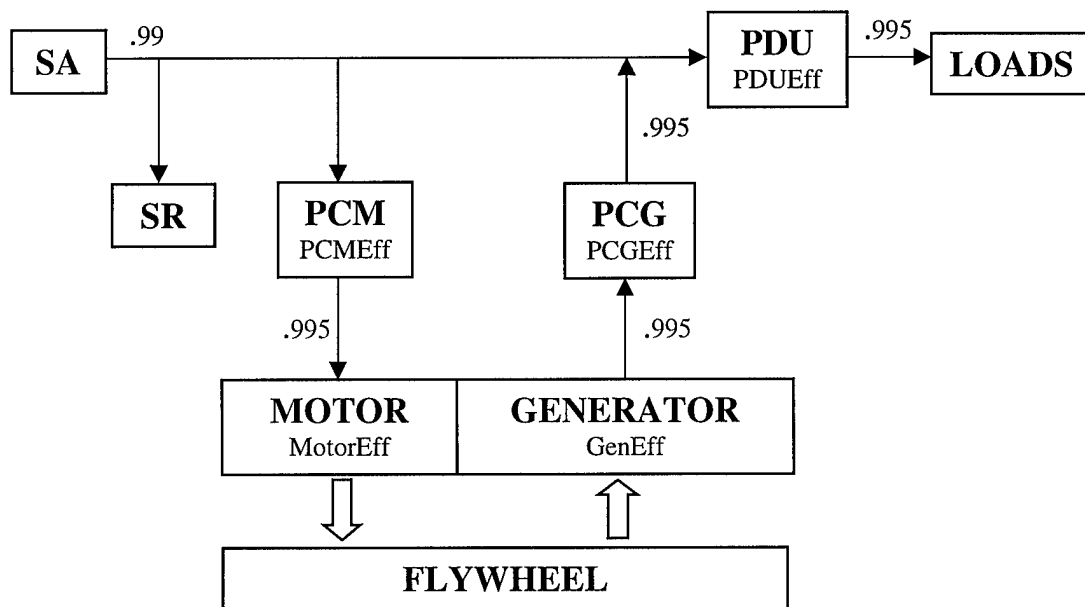 .99
SA
PDU
PDUEff
.995
LOADS
.995
SR
PCM
PCMEff
PCG
PCGEff
.995
.995
MOTOR
MotorEff
GENERATOR
GenEff
FLYWHEEL